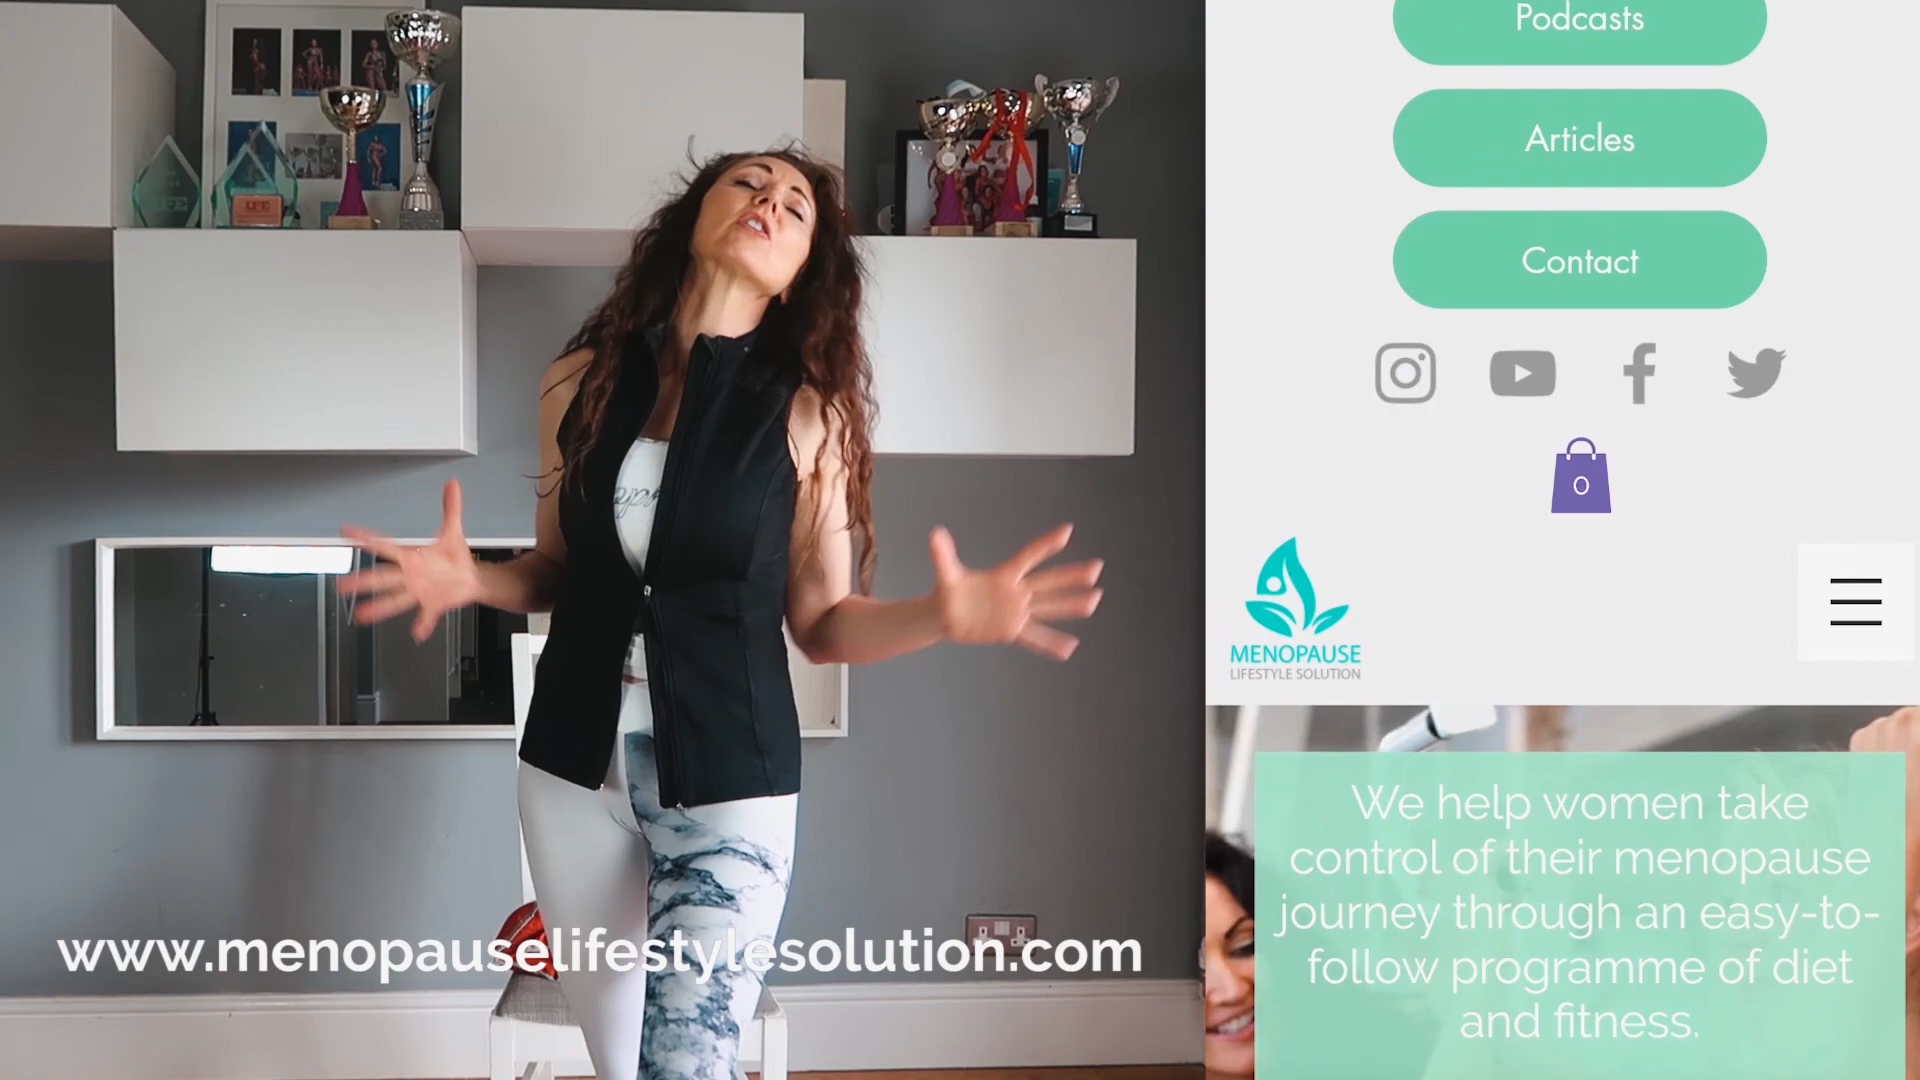 www.menopauselifestylesolution.com
Podcasts
Articles
Contact
0
MENOPAUSE
LIFESTYLE SOLUTION
We help women take
control of their menopause
journey through an easy-to-
follow programme of diet
and fitness.